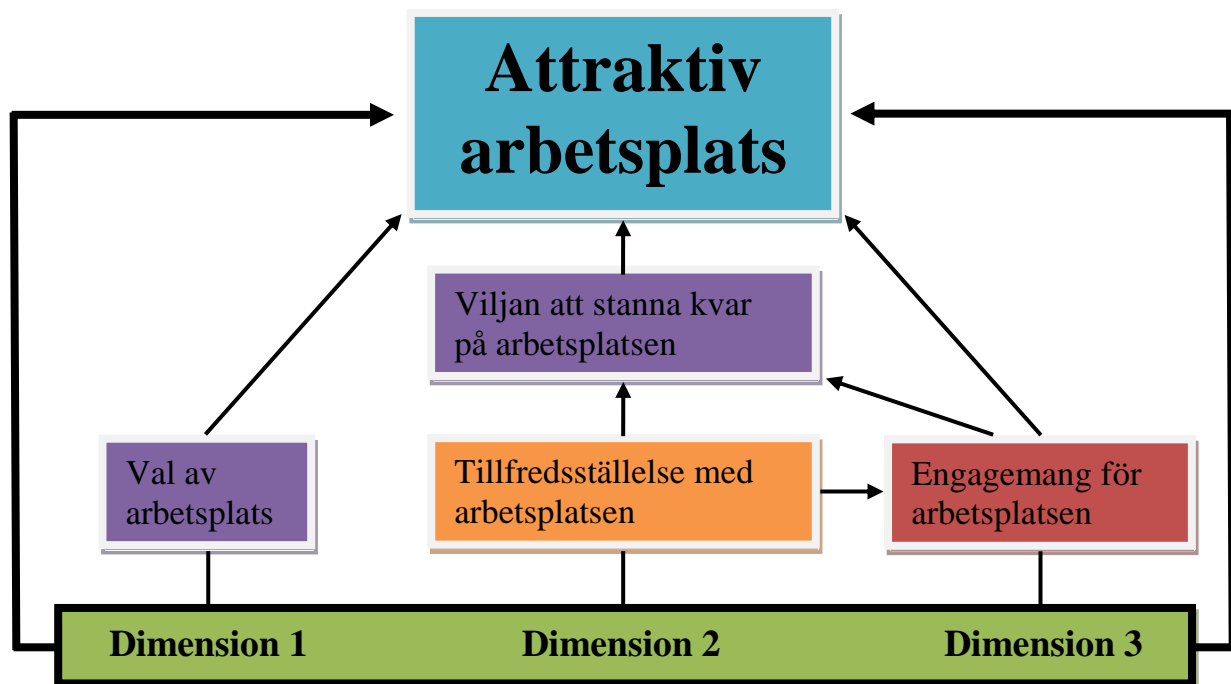 Attraktiv
arbetsplats
Viljan att stanna kvar
på arbetsplatsen
Val av
arbetsplats
Tillfredsställelse med
arbetsplatsen
Engagemang för
arbetsplatsen
Dimension 1
Dimension 2
Dimension 3